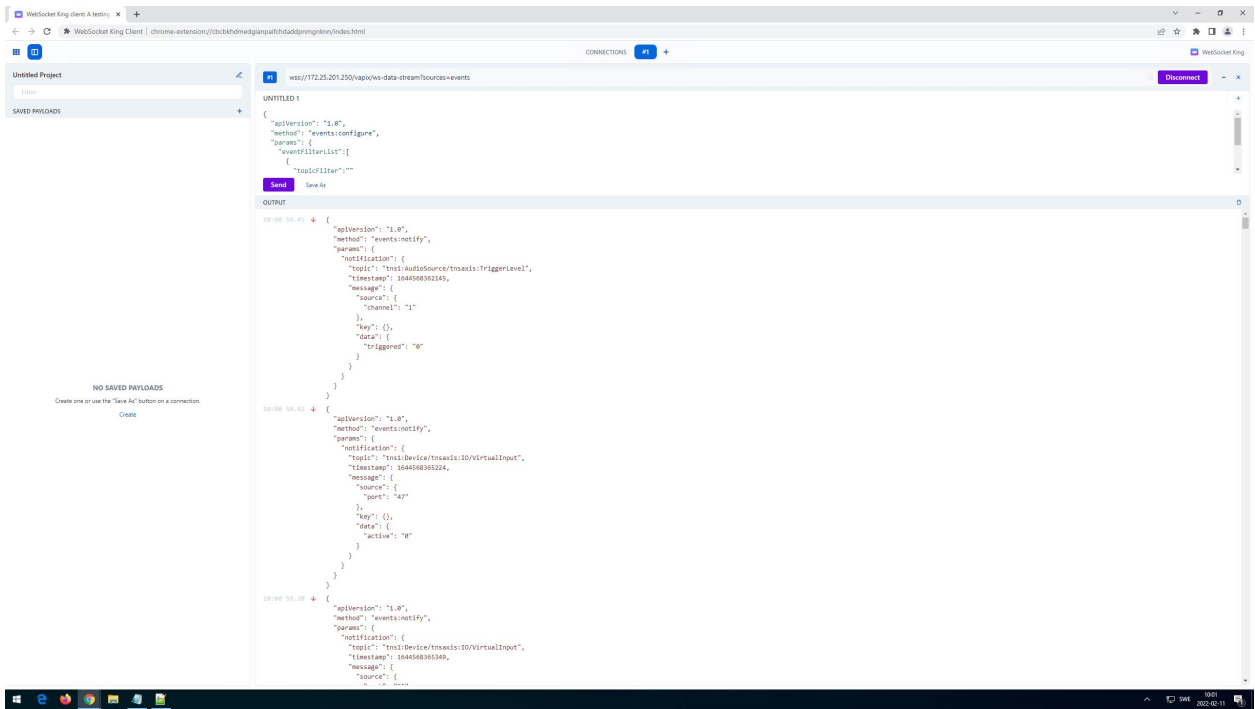 WebSocket King client: A testing
WebSocket King Client | chrome-extension://cbcbkhdmedgianpaifchdaddpnmgnknn/index.html
CONNECTIONS #1 +
WebSocket King
Untitled Project
Filter
SAVED PAYLOADS +
NO SAVED PAYLOADS
Create one or use the "Save As" button on a connection.
Create
#1 wss://172.25.201.250/vapix/ws-data-stream?sources=events
Disconnect
UNTITLED 1
{
"apiVersion": "1.0",
"method": "events:configure",
"params": {
"eventFilterList":[
{
"topicFilter":""
Send Save As
OUTPUT
{
"apiVersion": "1.0",
"method": "events:notify",
"params": {
"notification": {
"topic": "tns1:AudioSource/tnsaxis:TriggerLevel",
"timestamp": 1644568362145,
"message": {
"source": {
"channel": "1"
},
"key": {},
"data": {
"triggered": "0"
}
}
}
}
}
{
"apiVersion": "1.0",
"method": "events:notify",
"params": {
"notification": {
"topic": "tns1:Device/tnsaxis:IO/VirtualInput",
"timestamp": 1644568365224,
"message": {
"source": {
"port": "47"
},
"key": {},
"data": {
"active": "0"
}
}
}
}
}
{
"apiVersion": "1.0",
"method": "events:notify",
"params": {
"notification": {
"topic": "tns1:Device/tnsaxis:IO/VirtualInput",
"timestamp": 1644568365349,
"message": {
"source": {
SWE
10:01
2022-02-11